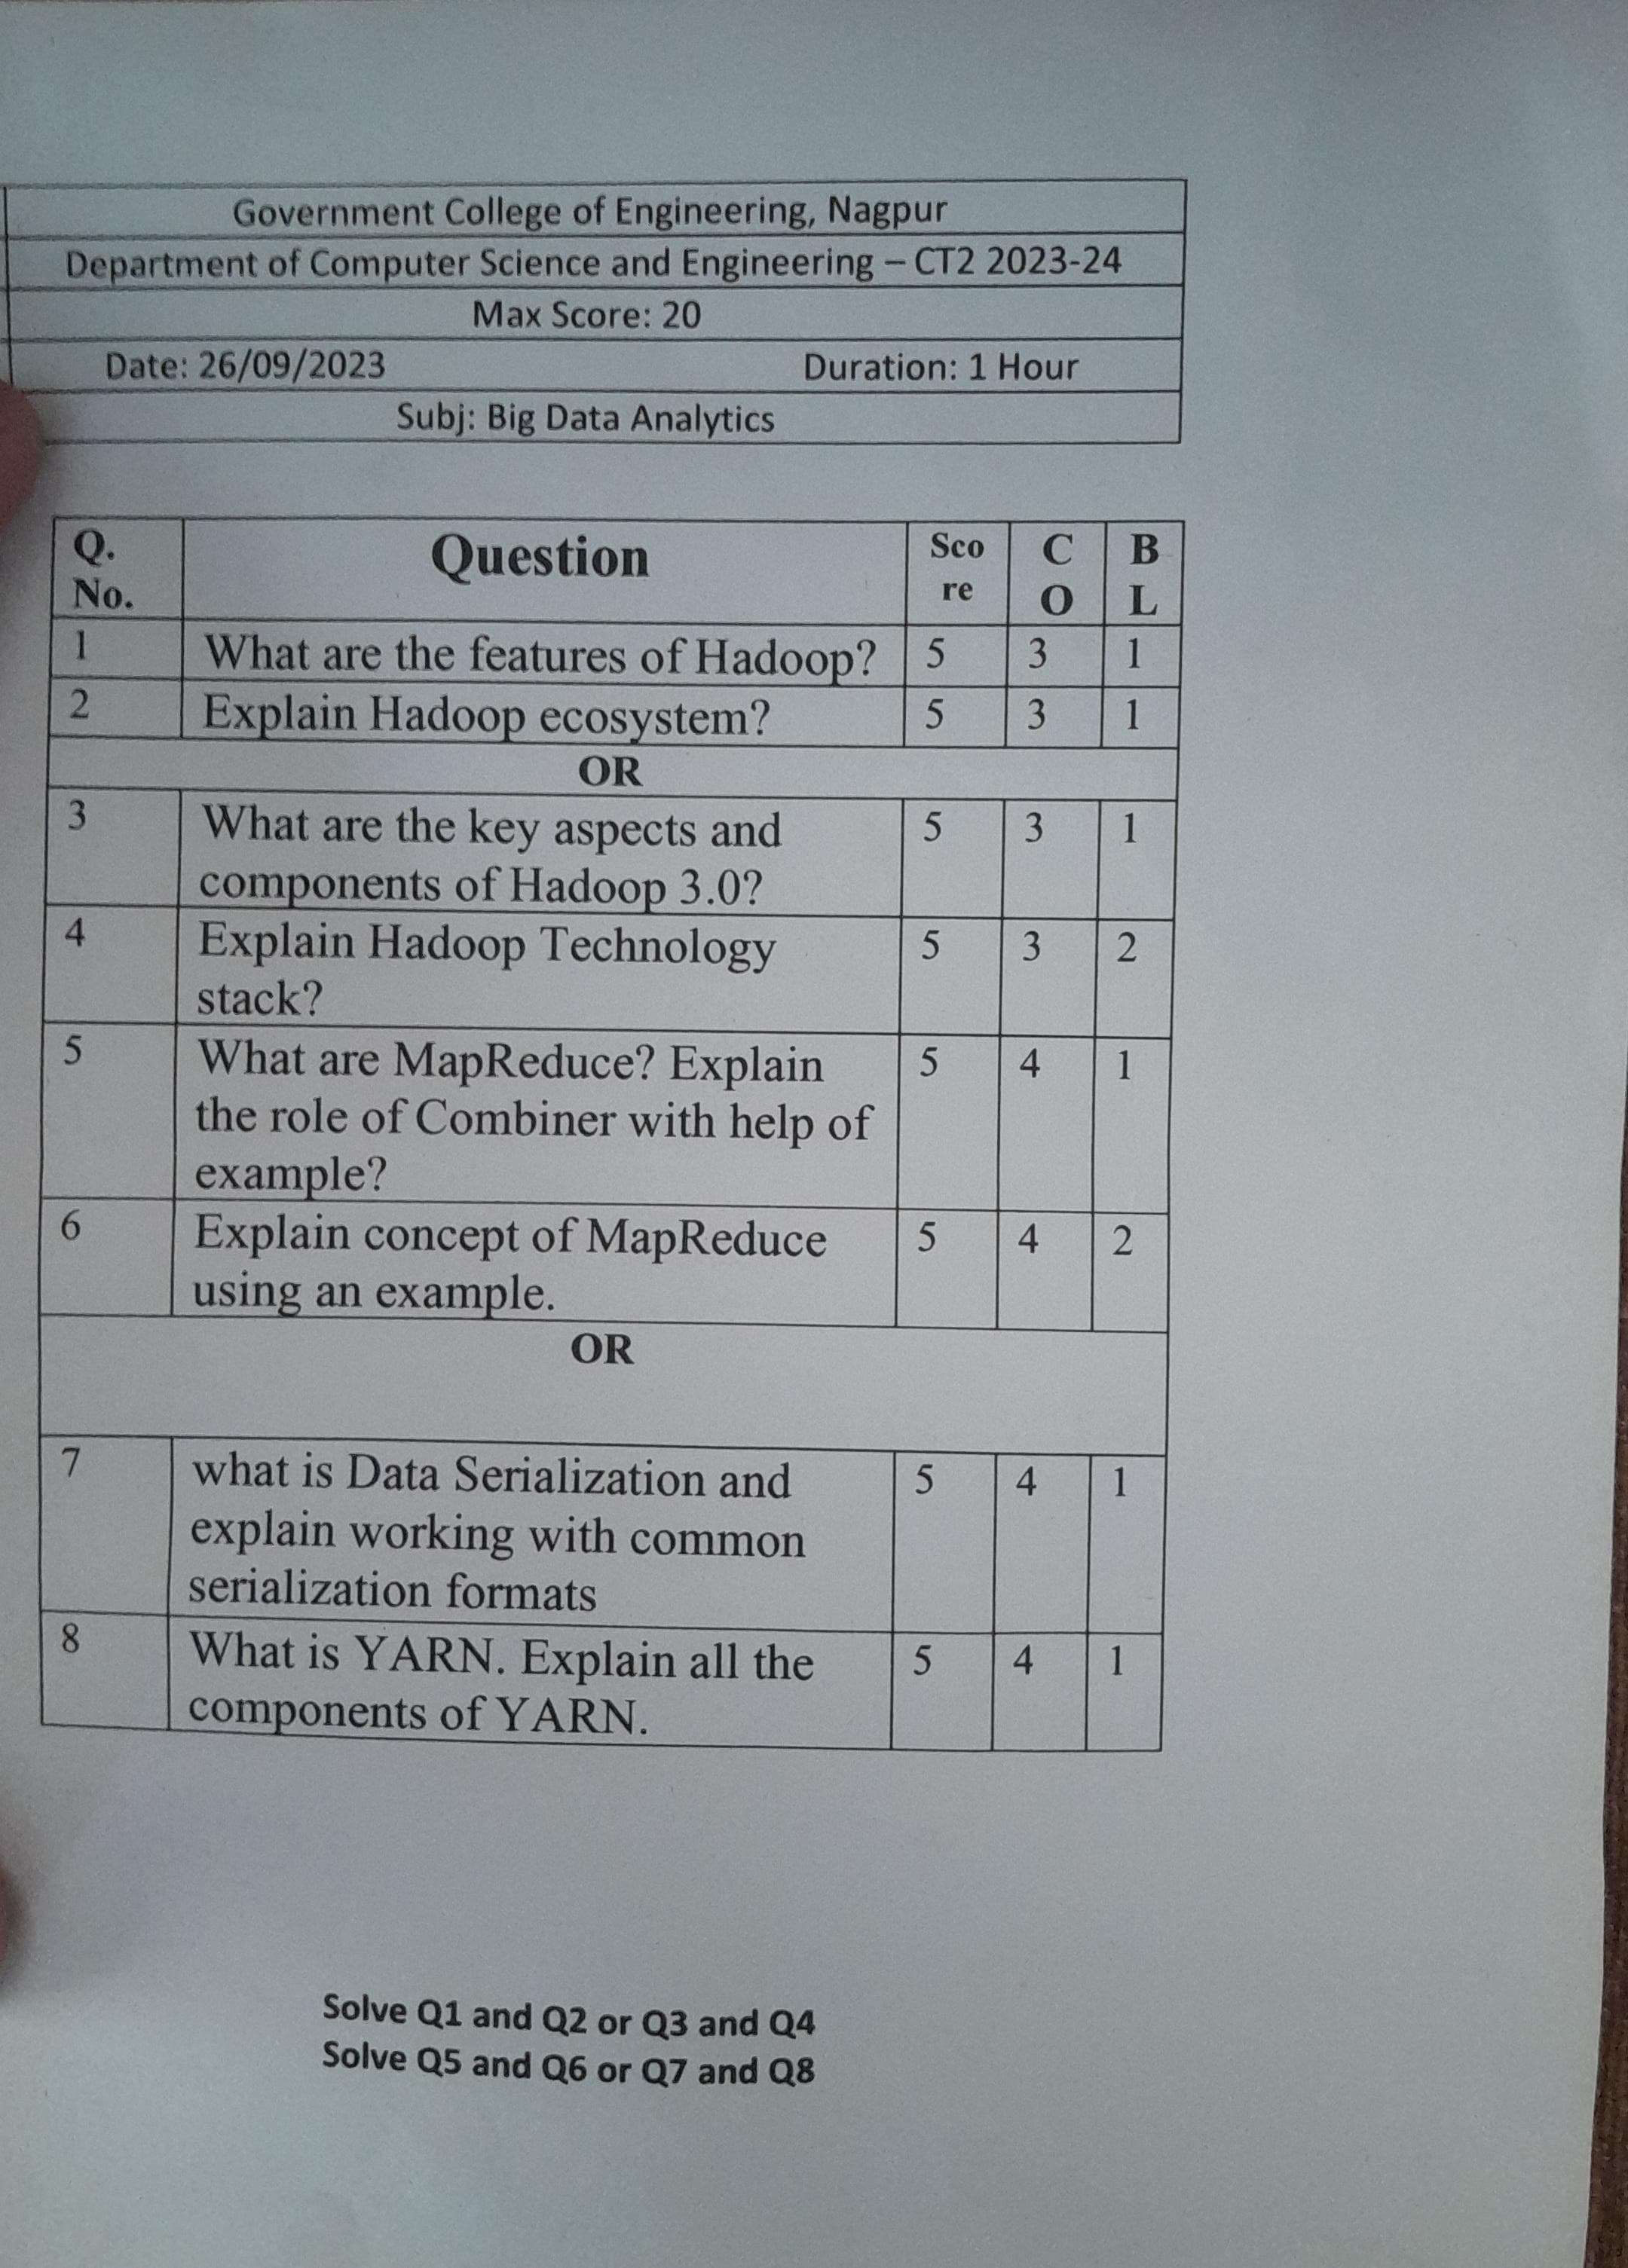 Government College of Engineering, Nagpur
Department of Computer Science and Engineering – CT2 2023-24
Max Score: 20
Date: 26/09/2023 Duration: 1 Hour
Subj: Big Data Analytics
Q. No. Question Sco re C O B L
1 What are the features of Hadoop? 5 3 1
2 Explain Hadoop ecosystem? 5 3 1
OR
3 What are the key aspects and 5 3 1
components of Hadoop 3.0?
4 Explain Hadoop Technology 5 3 2
stack?
5 What are MapReduce? Explain 5 4 1
the role of Combiner with help of
example?
6 Explain concept of MapReduce 5 4 2
using an example.
OR
7 what is Data Serialization and 5 4 1
explain working with common
serialization formats
8 What is YARN. Explain all the 5 4 1
components of YARN.
Solve Q1 and Q2 or Q3 and Q4
Solve Q5 and Q6 or Q7 and Q8